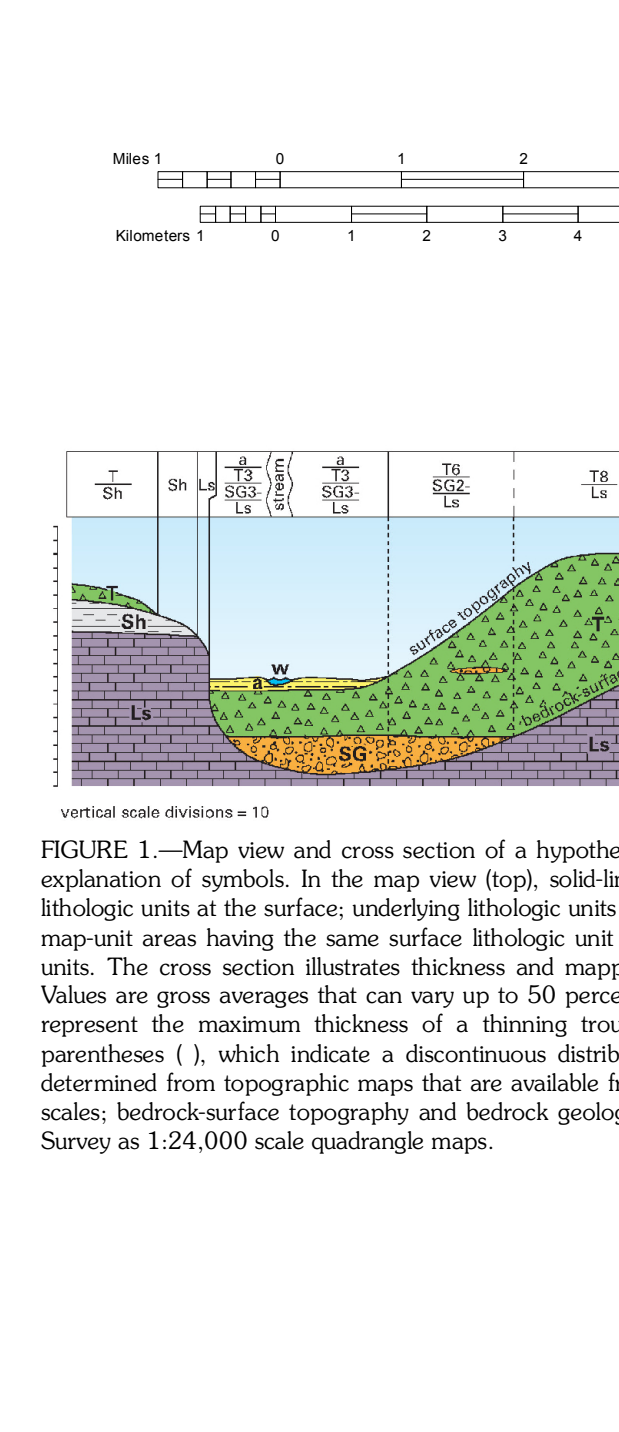 Miles 1 0 1 2
Kilometers 1 0 1 2 3 4
T
Sh
Sh
Ls
a
T3
SG3-
Ls
stream
a
T3
SG3-
Ls
T6
SG2-
Ls
T8
Ls
surface topography
T
Sh
w
a
T
Ls
SG
bedrock-surfac
Ls
vertical scale divisions = 10
FIGURE 1.—Map view and cross section of a hypothe
explanation of symbols. In the map view (top), solid-li
lithologic units at the surface; underlying lithologic units
map-unit areas having the same surface lithologic unit
units. The cross section illustrates thickness and mapp
Values are gross averages that can vary up to 50 perce
represent the maximum thickness of a thinning trou
parentheses ( ), which indicate a discontinuous distrib
determined from topographic maps that are available fr
scales; bedrock-surface topography and bedrock geolog
Survey as 1:24,000 scale quadrangle maps.